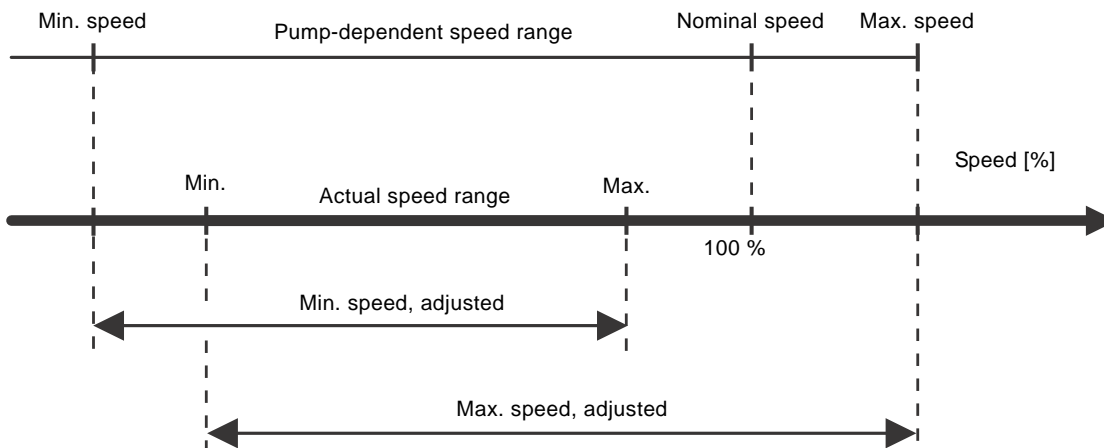 Min. speed
Pump-dependent speed range
Nominal speed
Max. speed
Speed [%]
Min.
Actual speed range
Max.
100 %
Min. speed, adjusted
Max. speed, adjusted